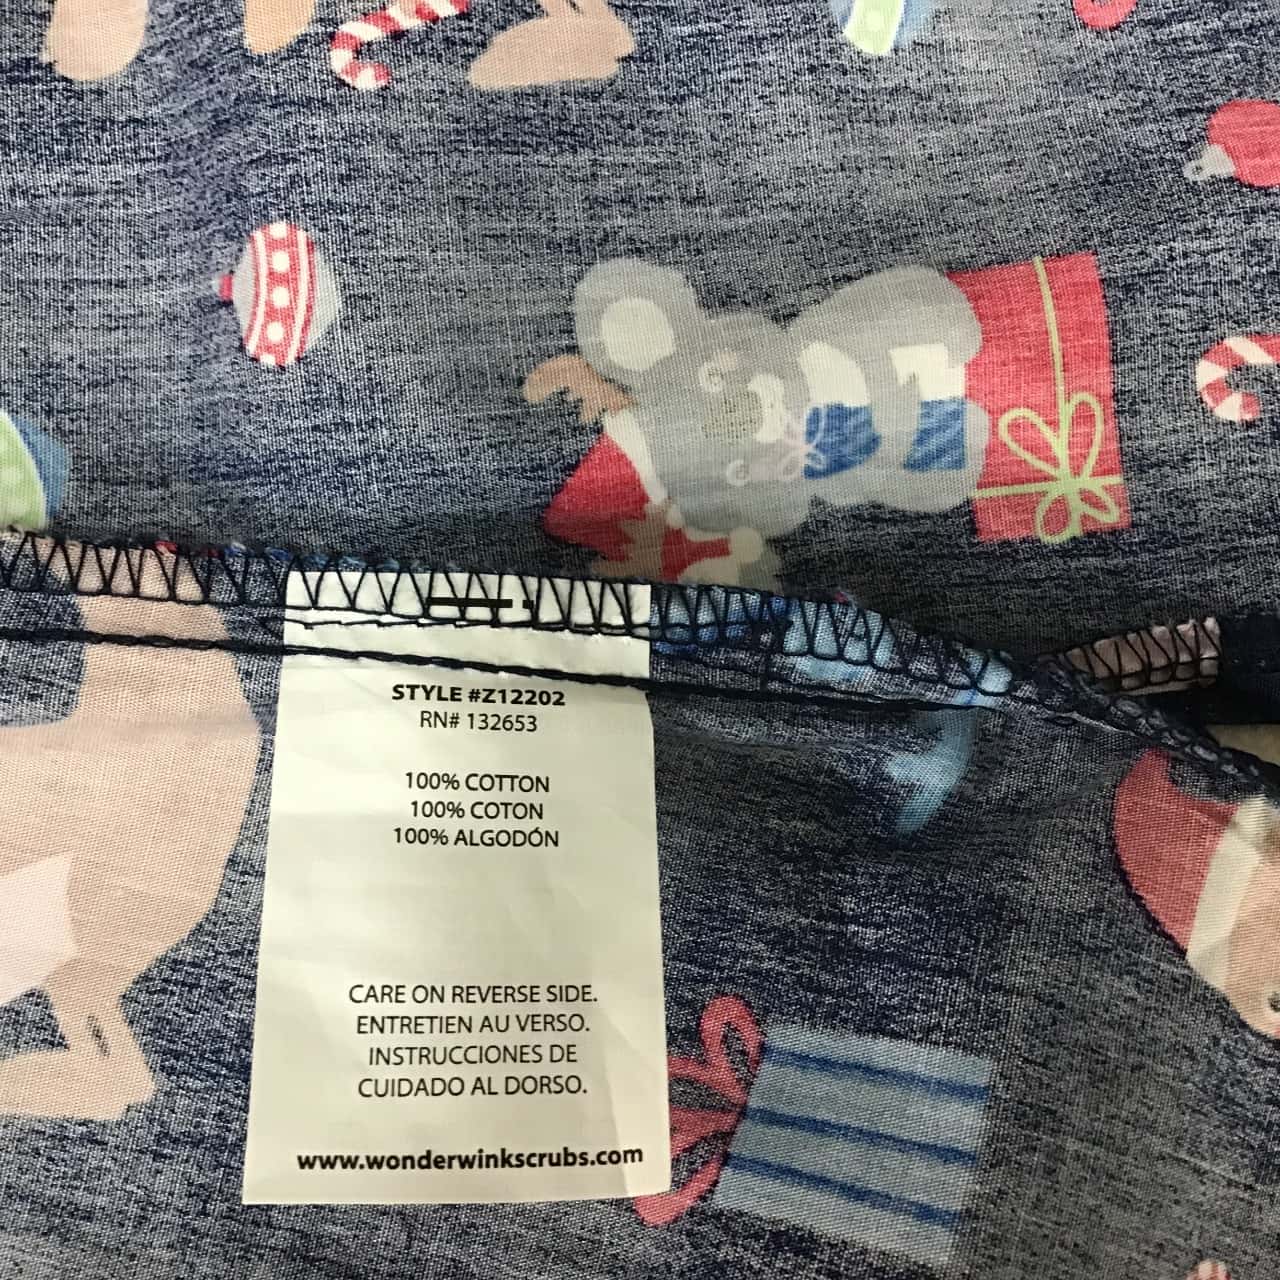 STYLE #Z12202
RN# 132653
100% COTTON
100% COTON
100% ALGODÓN
CARE ON REVERSE SIDE.
ENTRETIEN AU VERSO.
INSTRUCCIONES DE
CUIDADO AL DORSO.
www.wonderwinkscrubs.com